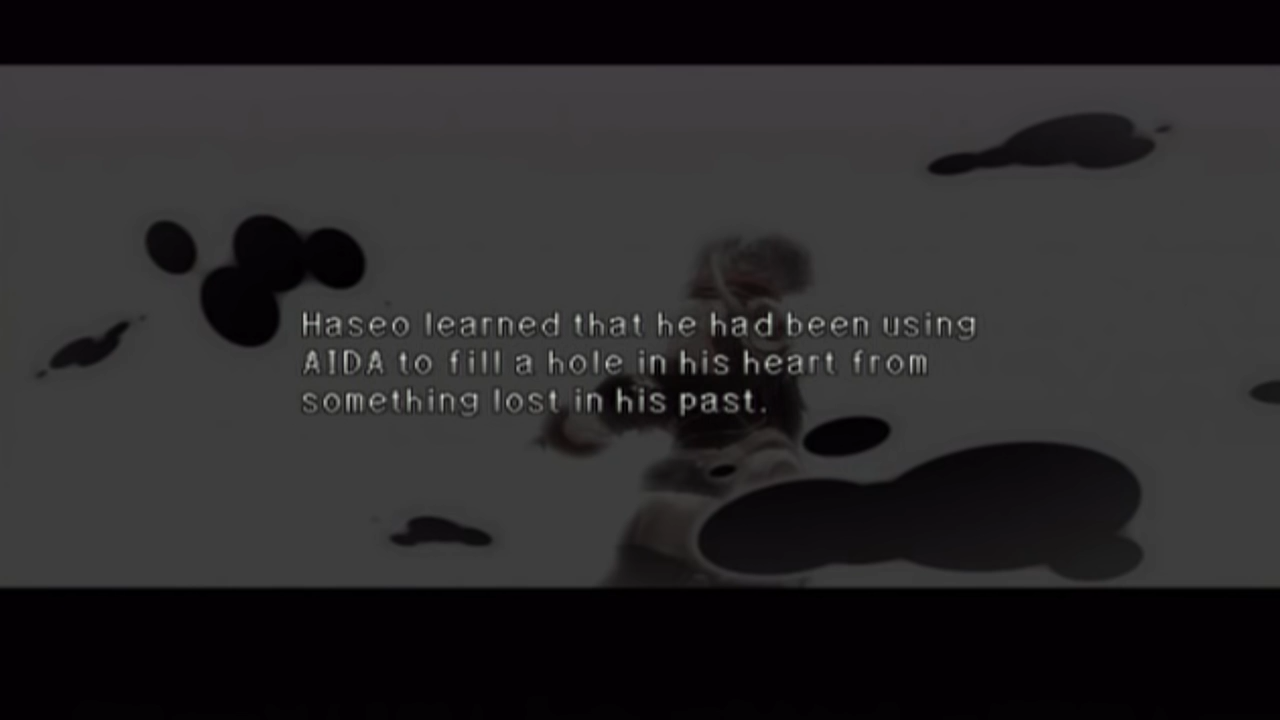 Haseo learned that he had been using
AIDA to fill a hole in his heart from
something lost in his past.